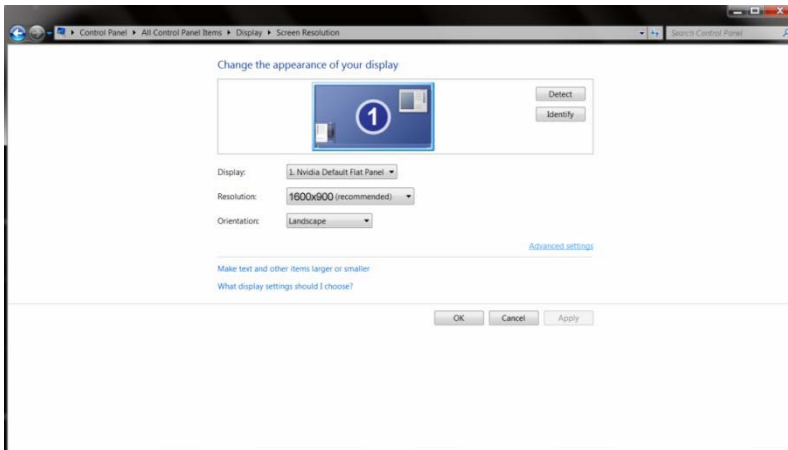 Control Panel ▸ All Control Panel Items ▸ Display ▸ Screen Resolution
Search Control Panel
Change the appearance of your display
1
Detect
Identify
Display: 1. Nvidia Default Flat Panel
Resolution: 1600x900 (recommended)
Orientation: Landscape
Advanced settings
Make text and other items larger or smaller
What display settings should I choose?
OK Cancel Apply